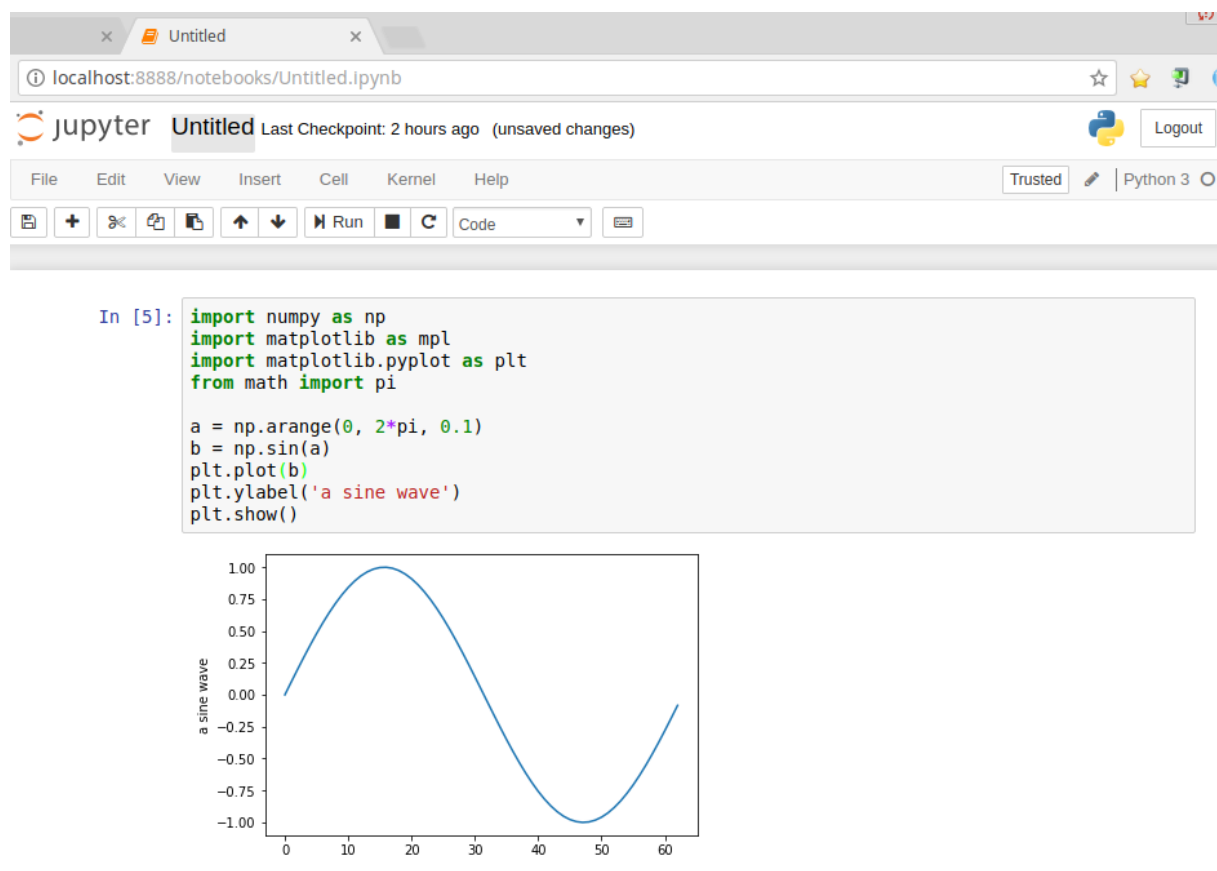 Untitled
localhost:8888/notebooks/Untitled.ipynb
jupyter Untitled Last Checkpoint: 2 hours ago (unsaved changes)
Logout
File Edit View Insert Cell Kernel Help
Trusted Python 3
Run Code
In [5]: import numpy as np
import matplotlib as mpl
import matplotlib.pyplot as plt
from math import pi
a = np.arange(0, 2*pi, 0.1)
b = np.sin(a)
plt.plot(b)
plt.ylabel('a sine wave')
plt.show()
1.00
0.75
0.50
0.25
0.00
−0.25
−0.50
−0.75
−1.00
a sine wave
0 10 20 30 40 50 60